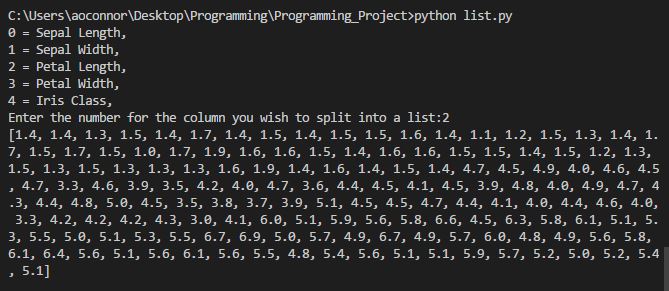 C:\Users\aoconnor\Desktop\Programming\Programming_Project>python list.py
0 = Sepal Length,
1 = Sepal Width,
2 = Petal Length,
3 = Petal Width,
4 = Iris Class,
Enter the number for the column you wish to split into a list:2
[1.4, 1.4, 1.3, 1.5, 1.4, 1.7, 1.4, 1.5, 1.4, 1.5, 1.5, 1.6, 1.4, 1.1, 1.2, 1.5, 1.3, 1.4, 1.
7, 1.5, 1.7, 1.5, 1.0, 1.7, 1.9, 1.6, 1.6, 1.5, 1.4, 1.6, 1.6, 1.5, 1.5, 1.4, 1.5, 1.2, 1.3,
1.5, 1.3, 1.5, 1.3, 1.3, 1.3, 1.6, 1.9, 1.4, 1.6, 1.4, 1.5, 1.4, 4.7, 4.5, 4.9, 4.0, 4.6, 4.5
, 4.7, 3.3, 4.6, 3.9, 3.5, 4.2, 4.0, 4.7, 3.6, 4.4, 4.5, 4.1, 4.5, 3.9, 4.8, 4.0, 4.9, 4.7, 4
.3, 4.4, 4.8, 5.0, 4.5, 3.5, 3.8, 3.7, 3.9, 5.1, 4.5, 4.5, 4.7, 4.4, 4.1, 4.0, 4.4, 4.6, 4.0,
3.3, 4.2, 4.2, 4.2, 4.3, 3.0, 4.1, 6.0, 5.1, 5.9, 5.6, 5.8, 6.6, 4.5, 6.3, 5.8, 6.1, 5.1, 5.
3, 5.5, 5.0, 5.1, 5.3, 5.5, 6.7, 6.9, 5.0, 5.7, 4.9, 6.7, 4.9, 5.7, 6.0, 4.8, 4.9, 5.6, 5.8,
6.1, 6.4, 5.6, 5.1, 5.6, 6.1, 5.6, 5.5, 4.8, 5.4, 5.6, 5.1, 5.1, 5.9, 5.7, 5.2, 5.0, 5.2, 5.4
, 5.1]